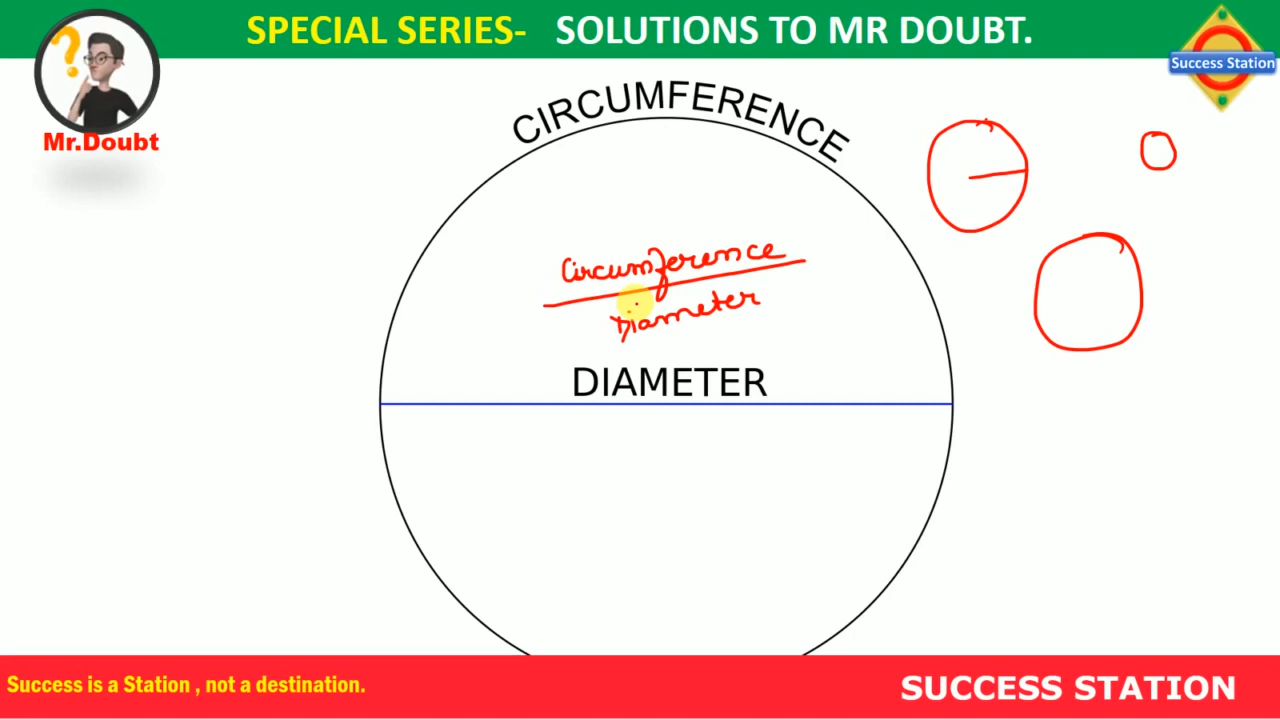 SPECIAL SERIES- SOLUTIONS TO MR DOUBT.
Success Station
?
Mr.Doubt
CIRCUMFERENCE
Circumference
Diameter
DIAMETER
Success is a Station , not a destination.
SUCCESS STATION